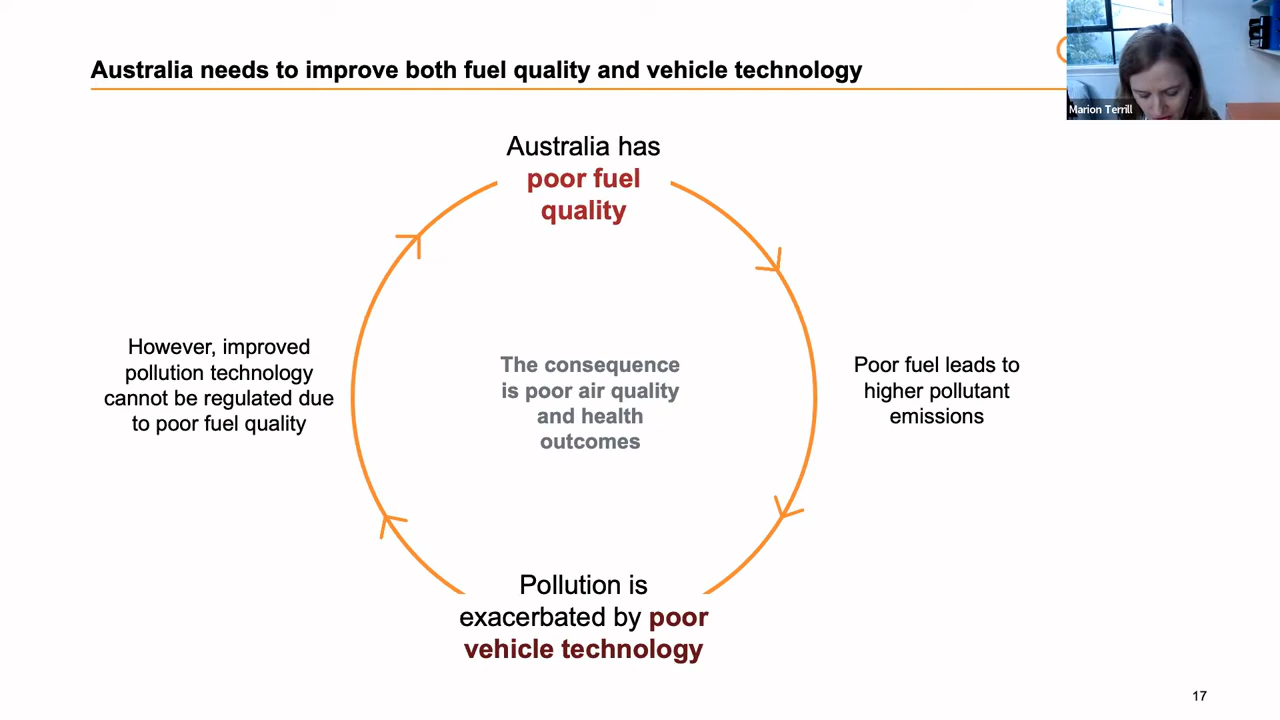 Australia needs to improve both fuel quality and vehicle technology
Marion Terrill
Australia has
poor fuel
quality
However, improved
pollution technology
cannot be regulated due
to poor fuel quality
The consequence
is poor air quality
and health
outcomes
Poor fuel leads to
higher pollutant
emissions
Pollution is
exacerbated by poor
vehicle technology
17